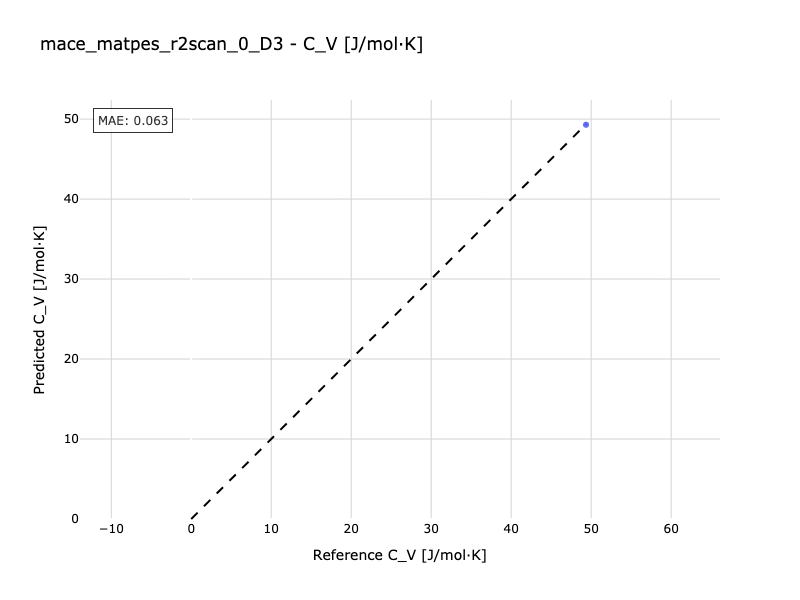 mace_matpes_r2scan_0_D3 - C_V [J/mol·K]
MAE: 0.063
50
40
30
20
10
0
Predicted C_V [J/mol·K]
−10 0 10 20 30 40 50 60
Reference C_V [J/mol·K]